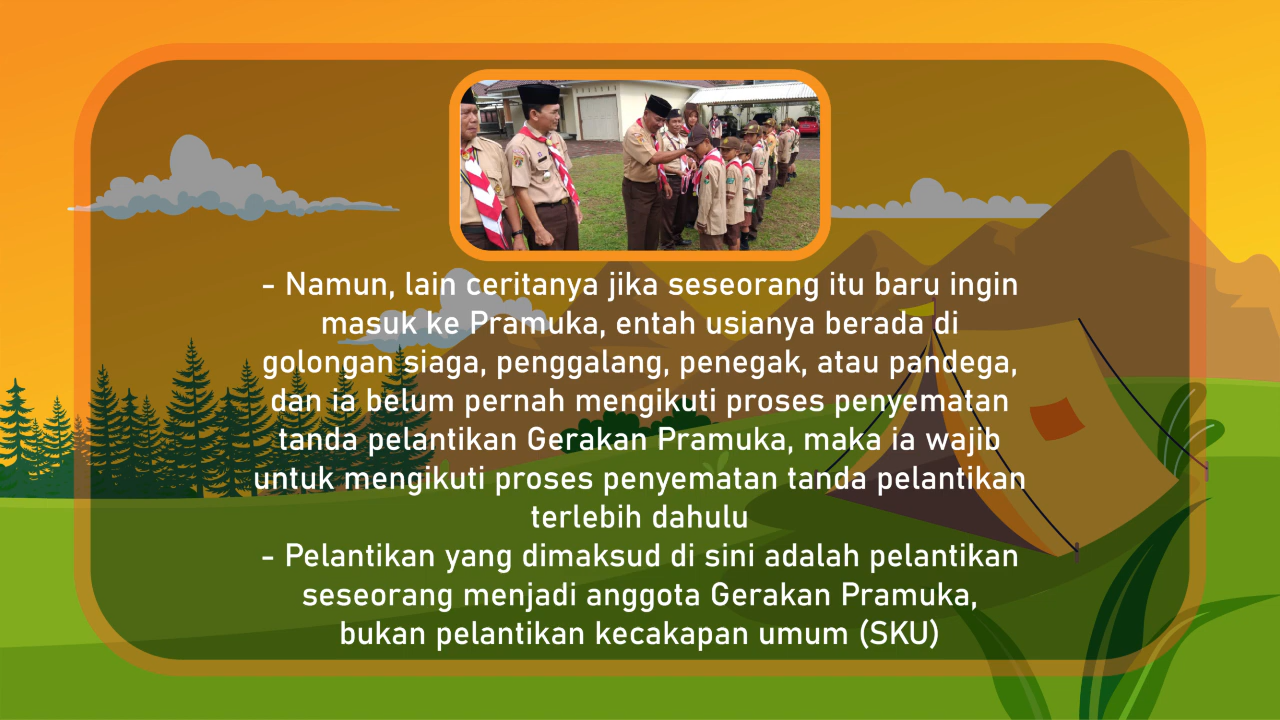 - Namun, lain ceritanya jika seseorang itu baru ingin
masuk ke Pramuka, entah usianya berada di
golongan siaga, penggalang, penegak, atau pandega,
dan ia belum pernah mengikuti proses penyematan
tanda pelantikan Gerakan Pramuka, maka ia wajib
untuk mengikuti proses penyematan tanda pelantikan
terlebih dahulu
- Pelantikan yang dimaksud di sini adalah pelantikan
seseorang menjadi anggota Gerakan Pramuka,
bukan pelantikan kecakapan umum (SKU)